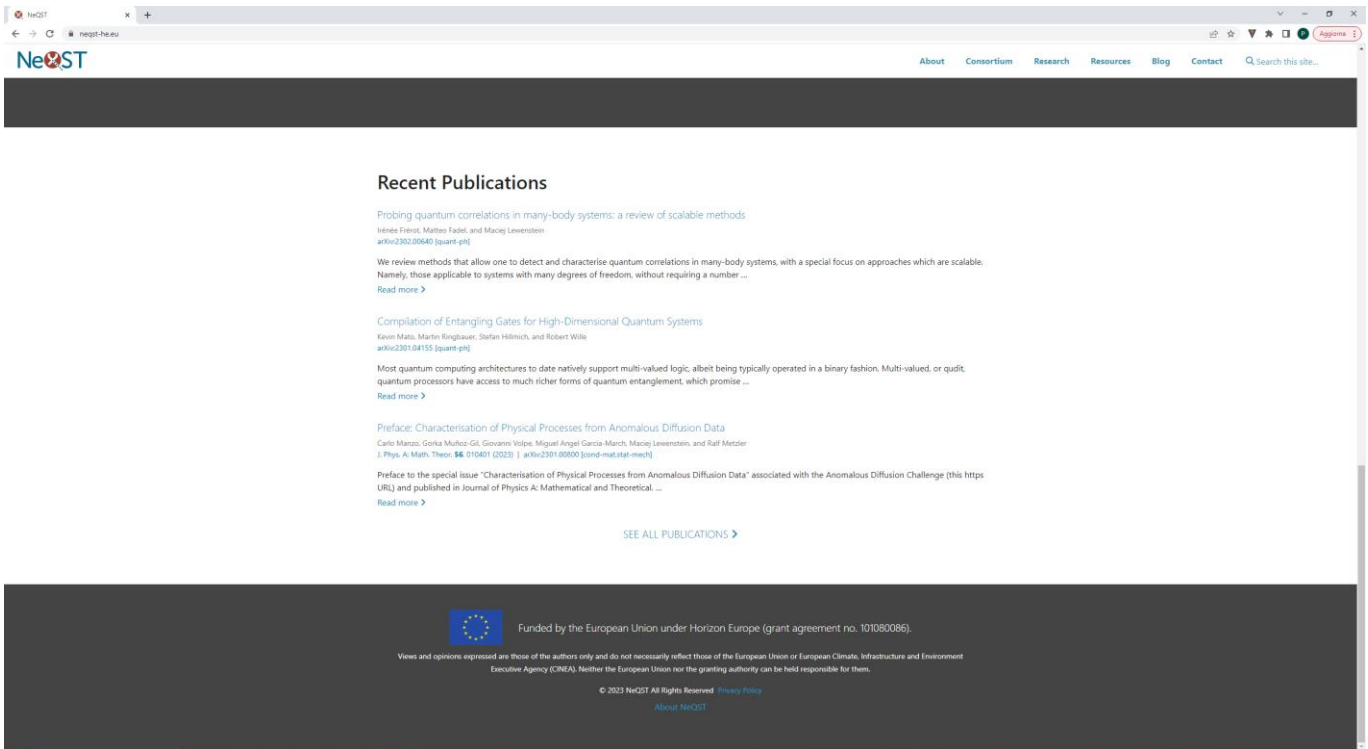 NeQST
neqst-he.eu
Aggiorna
NeQST
About Consortium Research Resources Blog Contact Search this site...
Recent Publications
Probing quantum correlations in many-body systems: a review of scalable methods
Irénée Frérot, Matteo Fadel, and Maciej Lewenstein
arXiv:2302.00640 [quant-ph]
We review methods that allow one to detect and characterise quantum correlations in many-body systems, with a special focus on approaches which are scalable.
Namely, those applicable to systems with many degrees of freedom, without requiring a number ...
Read more
Compilation of Entangling Gates for High-Dimensional Quantum Systems
Kevin Mato, Martin Ringbauer, Stefan Hillmich, and Robert Wille
arXiv:2301.04155 [quant-ph]
Most quantum computing architectures to date natively support multi-valued logic, albeit being typically operated in a binary fashion. Multi-valued, or qudit,
quantum processors have access to much richer forms of quantum entanglement, which promise ...
Read more
Preface: Characterisation of Physical Processes from Anomalous Diffusion Data
Carlo Manzo, Gorka Muñoz-Gil, Giovanni Volpe, Miguel Angel Garcia-March, Maciej Lewenstein, and Ralf Metzler
J. Phys. A: Math. Theor. 56, 010401 (2023) | arXiv:2301.00800 [cond-mat.stat-mech]
Preface to the special issue "Characterisation of Physical Processes from Anomalous Diffusion Data" associated with the Anomalous Diffusion Challenge (this https
URL) and published in Journal of Physics A: Mathematical and Theoretical. ...
Read more
SEE ALL PUBLICATIONS
Funded by the European Union under Horizon Europe (grant agreement no. 101080086).
Views and opinions expressed are those of the authors only and do not necessarily reflect those of the European Union or European Climate, Infrastructure and Environment
Executive Agency (CINEA). Neither the European Union nor the granting authority can be held responsible for them.
© 2023 NeQST All Rights Reserved Privacy Policy
About NeQST